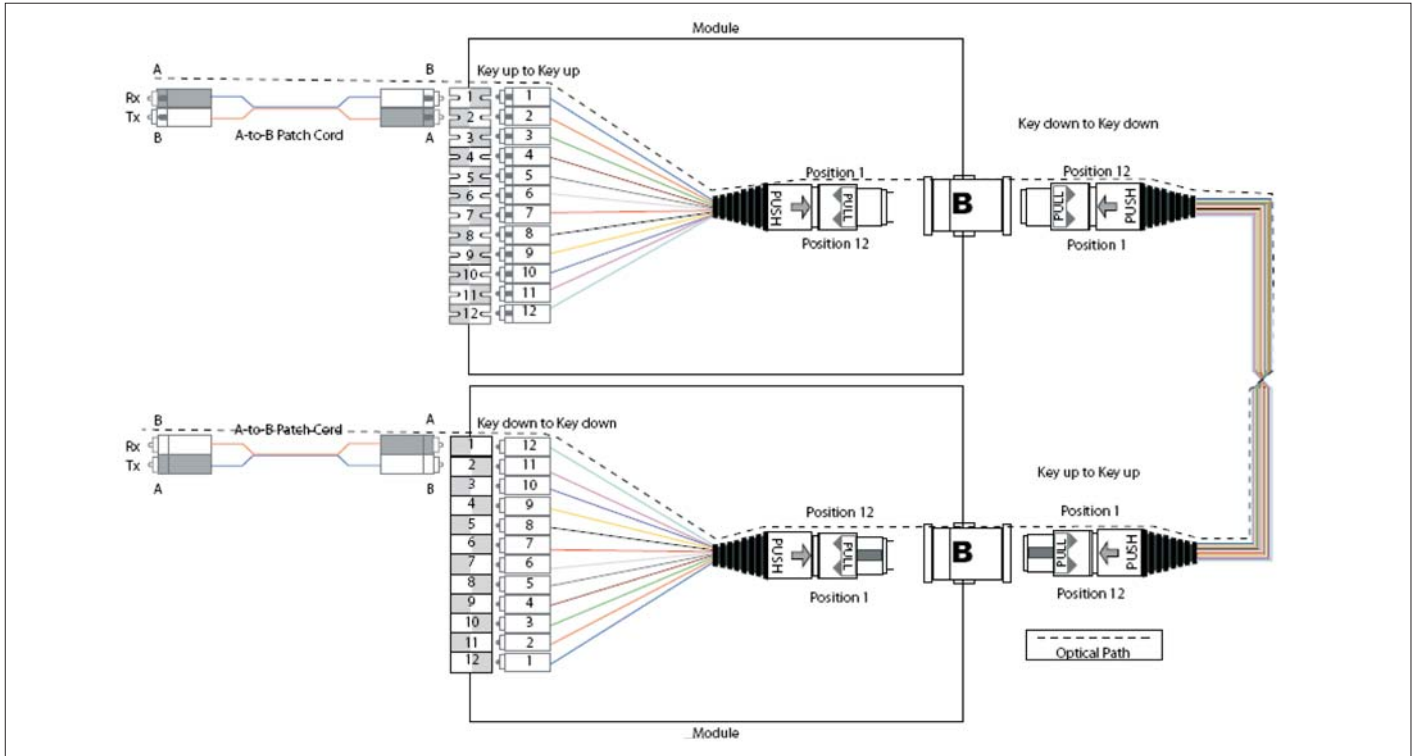 Module
A
B
Key up to Key up
Rx
Tx
B
A-to-B Patch Cord
A
1
2
3
4
5
6
7
8
9
10
11
12
1
2
3
4
5
6
7
8
9
10
11
12
Position 1
PUSH
PULL
Position 12
B
Key down to Key down
Position 12
PULL
PUSH
Position 1
B
A
A-to-B Patch Cord
Key down to Key down
Rx
Tx
A
B
1
2
3
4
5
6
7
8
9
10
11
12
12
11
10
9
8
7
6
5
4
3
2
1
Position 12
PUSH
PULL
Position 1
B
Key up to Key up
Position 1
PULL
PUSH
Position 12
Optical Path
Module